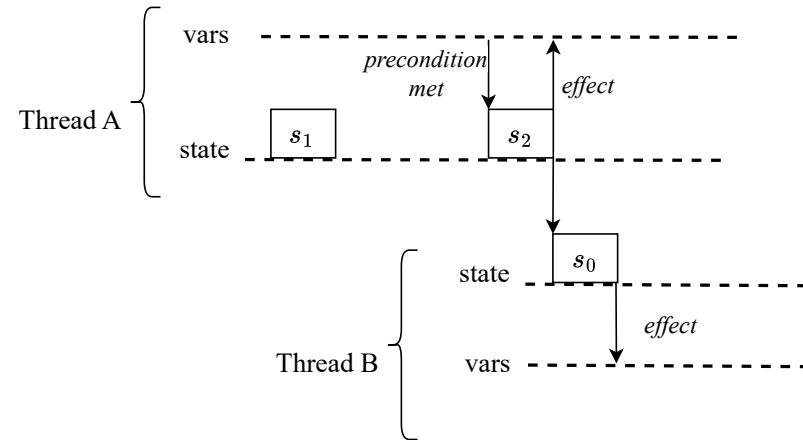 vars
precondition
met
effect
Thread A
s₁
s₂
state
s₀
state
effect
Thread B
vars